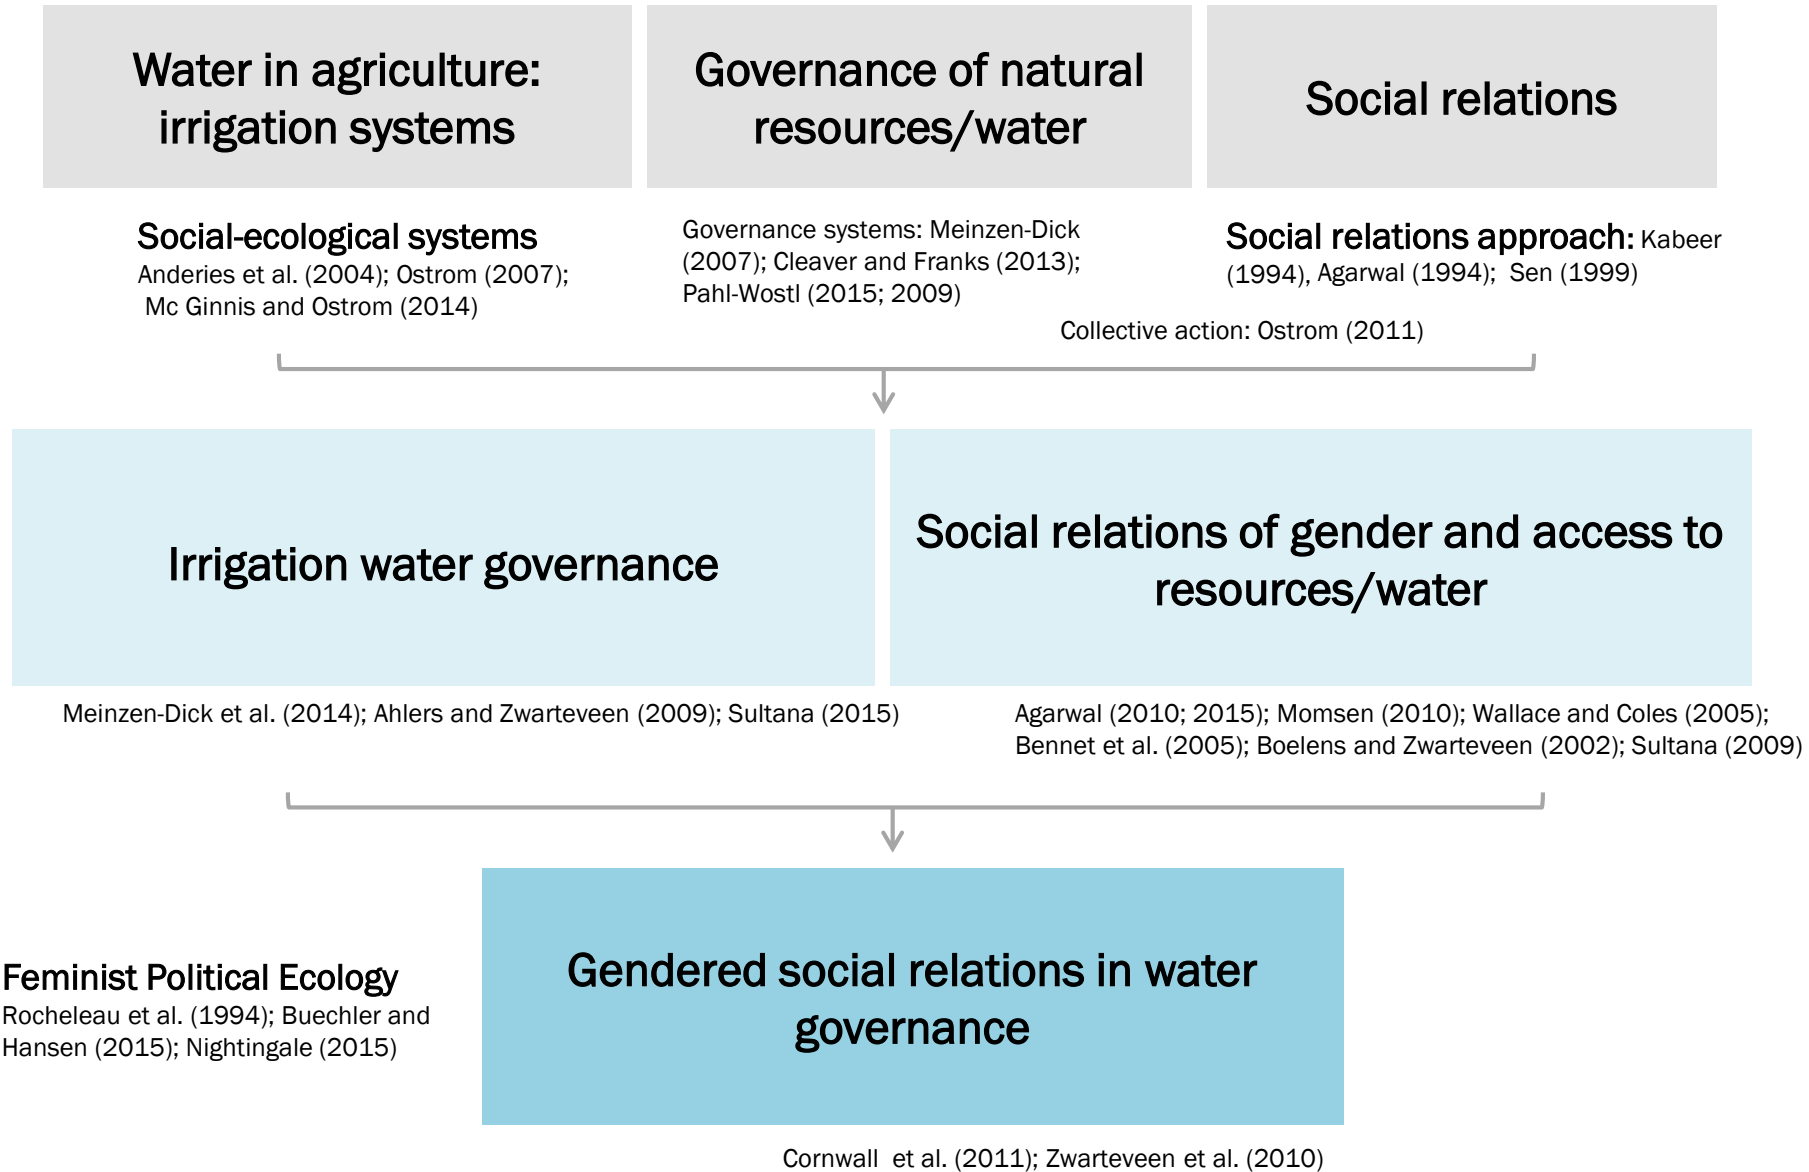 Water in agriculture:
irrigation systems
Governance of natural
resources/water
Social relations
Social-ecological systems
Anderies et al. (2004); Ostrom (2007);
Mc Ginnis and Ostrom (2014)
Governance systems: Meinzen-Dick
(2007); Cleaver and Franks (2013);
Pahl-Wostl (2015; 2009)
Social relations approach: Kabeer
(1994), Agarwal (1994); Sen (1999)
Collective action: Ostrom (2011)
Irrigation water governance
Social relations of gender and access to
resources/water
Meinzen-Dick et al. (2014); Ahlers and Zwarteveen (2009); Sultana (2015)
Agarwal (2010; 2015); Momsen (2010); Wallace and Coles (2005);
Bennet et al. (2005); Boelens and Zwarteveen (2002); Sultana (2009)
Feminist Political Ecology
Rocheleau et al. (1994); Buechler and
Hansen (2015); Nightingale (2015)
Gendered social relations in water
governance
Cornwall et al. (2011); Zwarteveen et al. (2010)